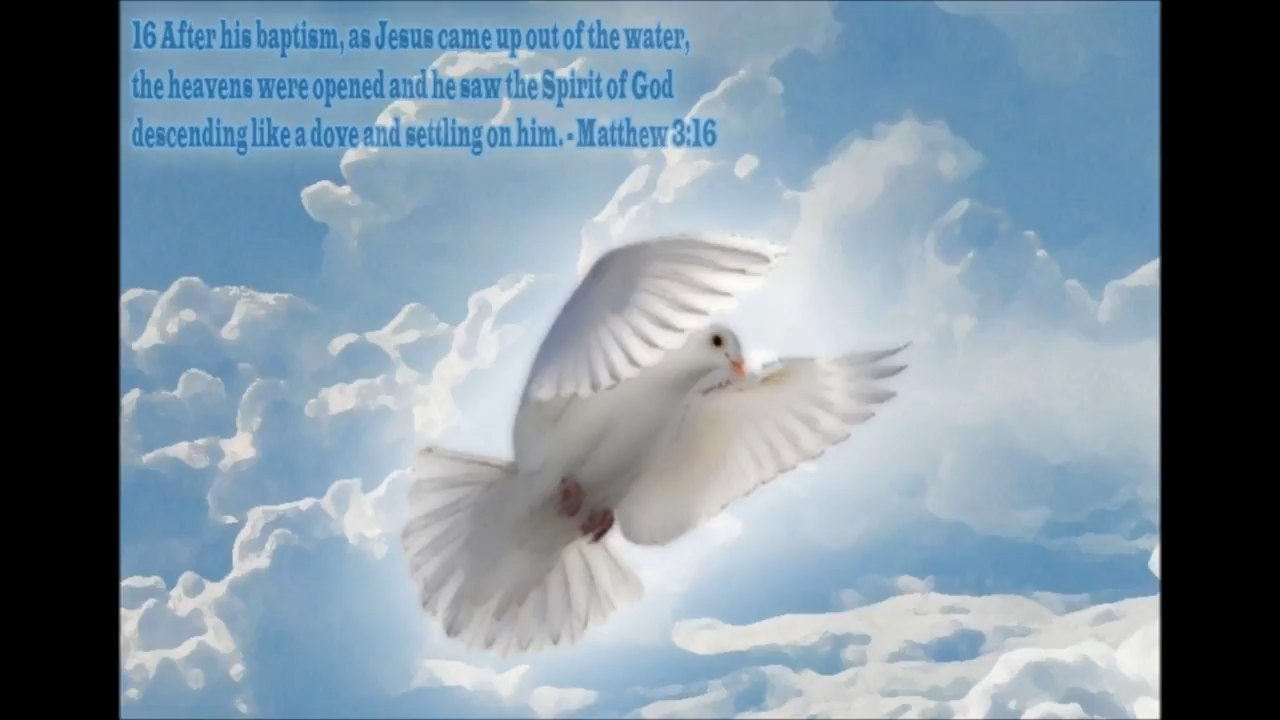 16 After his baptism, as Jesus came up out of the water,
the heavens were opened and he saw the Spirit of God
descending like a dove and settling on him. - Matthew 3:16